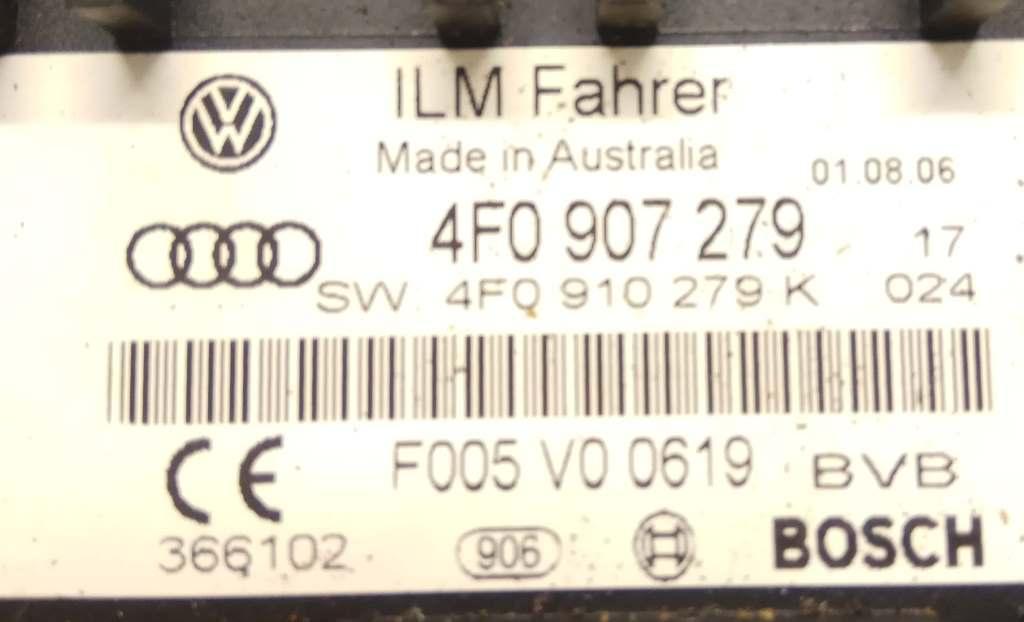 ILM Fahrer
Made in Australia
01.08.06
4F0 907 279
17
SW 4F0 910 279 K
024
CE
F005 V0 0619
BVB
366102
906
BOSCH